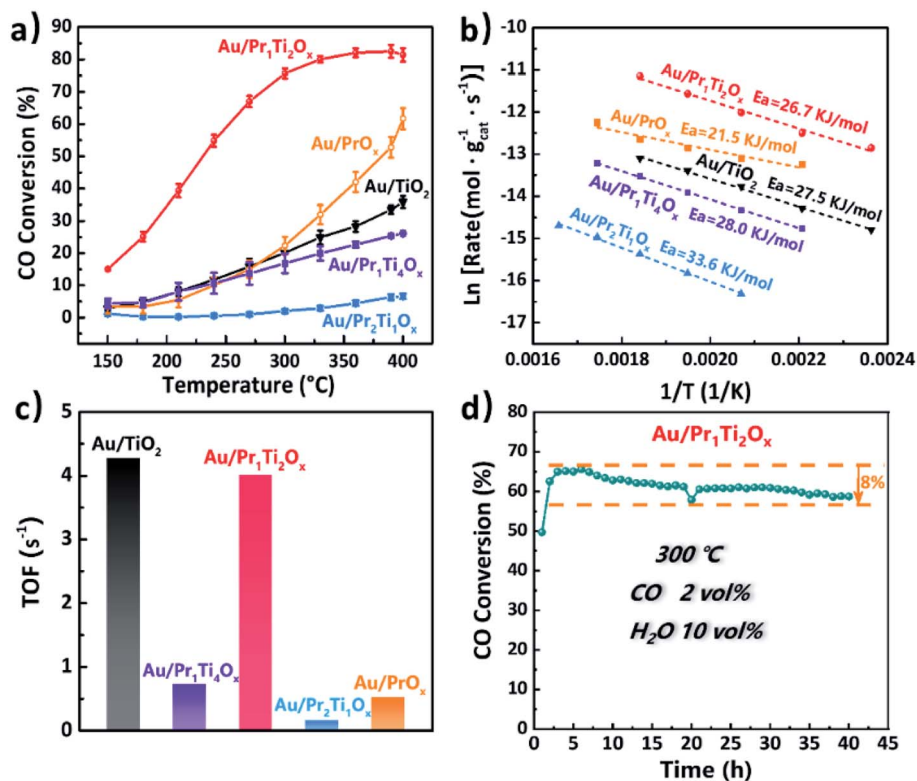 a)
CO Conversion (%)
90
80
70
60
50
40
30
20
10
0
150
200
250
300
350
400
Temperature (°C)
Au/Pr₁Ti₂Oₓ
Au/PrOₓ
Au/TiO₂
Au/Pr₁Ti₄Oₓ
Au/Pr₂Ti₁Oₓ
b)
Ln [Rate(mol · g⁻¹cat · s⁻¹)]
-10
-11
-12
-13
-14
-15
-16
-17
0.0016
0.0018
0.0020
0.0022
0.0024
1/T (1/K)
Au/Pr₁Ti₂Oₓ Ea=26.7 KJ/mol
Au/PrOₓ Ea=21.5 KJ/mol
Au/TiO₂ Ea=27.5 KJ/mol
Au/Pr₁Ti₄Oₓ Ea=28.0 KJ/mol
Au/Pr₂Ti₁Oₓ Ea=33.6 KJ/mol
c)
TOF (s⁻¹)
5
4
3
2
1
0
Au/TiO₂
Au/Pr₁Ti₄Oₓ
Au/Pr₁Ti₂Oₓ
Au/Pr₂Ti₁Oₓ
Au/PrOₓ
d)
CO Conversion (%)
80
70
60
50
40
30
20
10
0
0
5
10
15
20
25
30
35
40
45
Time (h)
Au/Pr₁Ti₂Oₓ
8%
300 °C
CO 2 vol%
H₂O 10 vol%